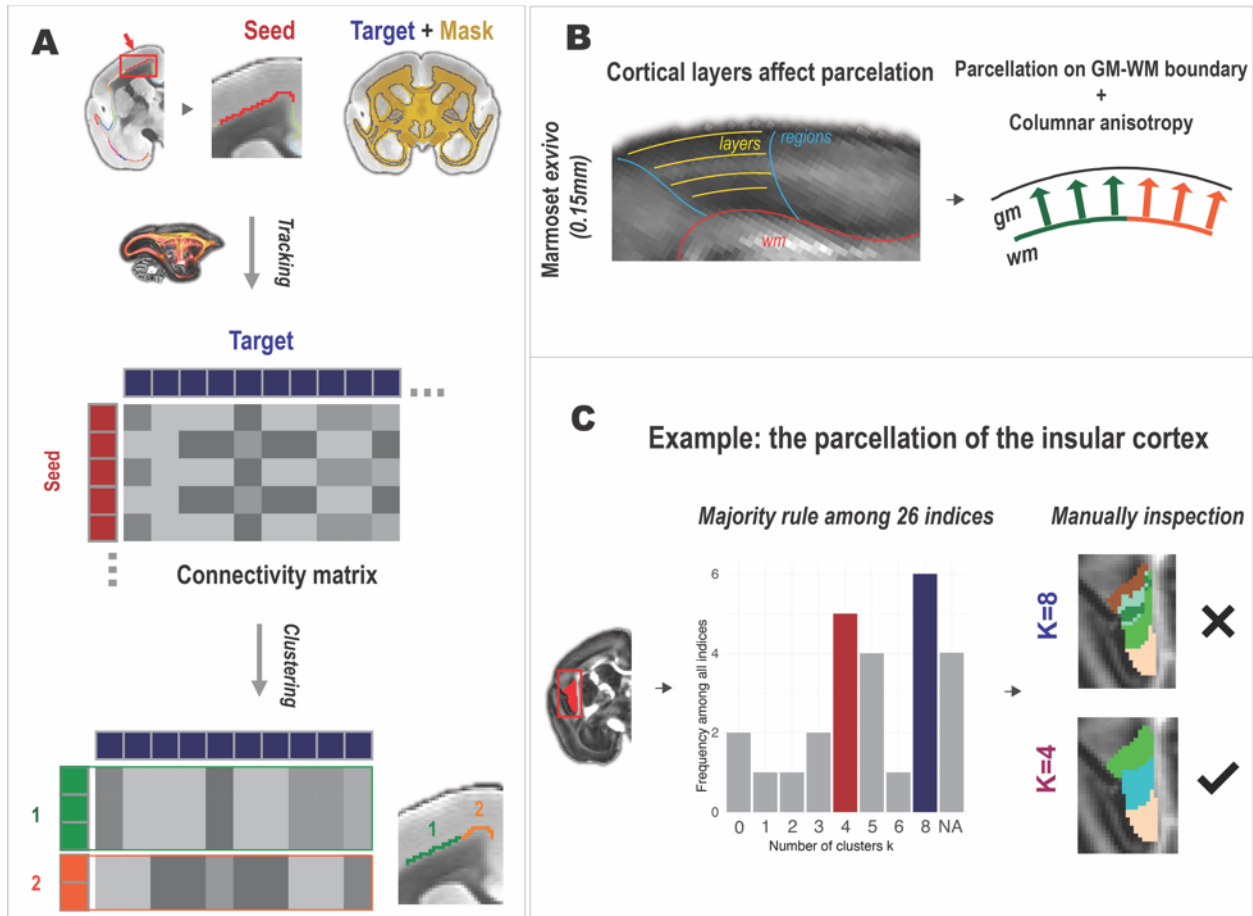 A
Seed
Target + Mask
Tracking
Target
Seed
Connectivity matrix
Clustering
1
2
1
2
B
Cortical layers affect parcelation
Parcellation on GM-WM boundary
+
Columnar anisotropy
Marmoset exvivo
(0.15mm)
layers
regions
wm
gm
wm
C
Example: the parcellation of the insular cortex
Majority rule among 26 indices
Manually inspection
Frequency among all indices
6
4
2
0
0 1 2 3 4 5 6 8 NA
Number of clusters k
K=8
K=4